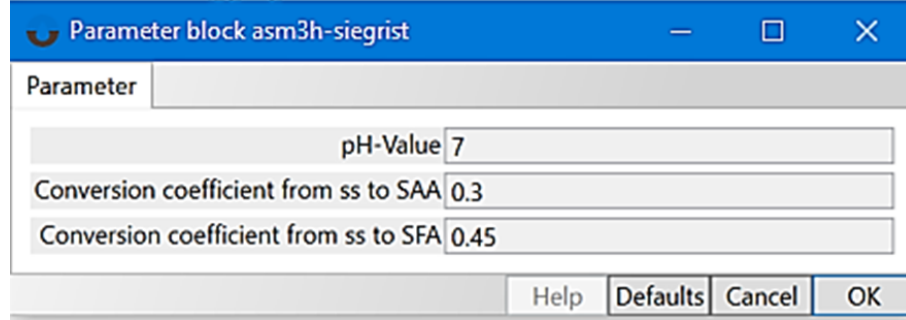 Parameter block asm3h-siegrist
Parameter
pH-Value 7
Conversion coefficient from ss to SAA 0.3
Conversion coefficient from ss to SFA 0.45
Help Defaults Cancel OK